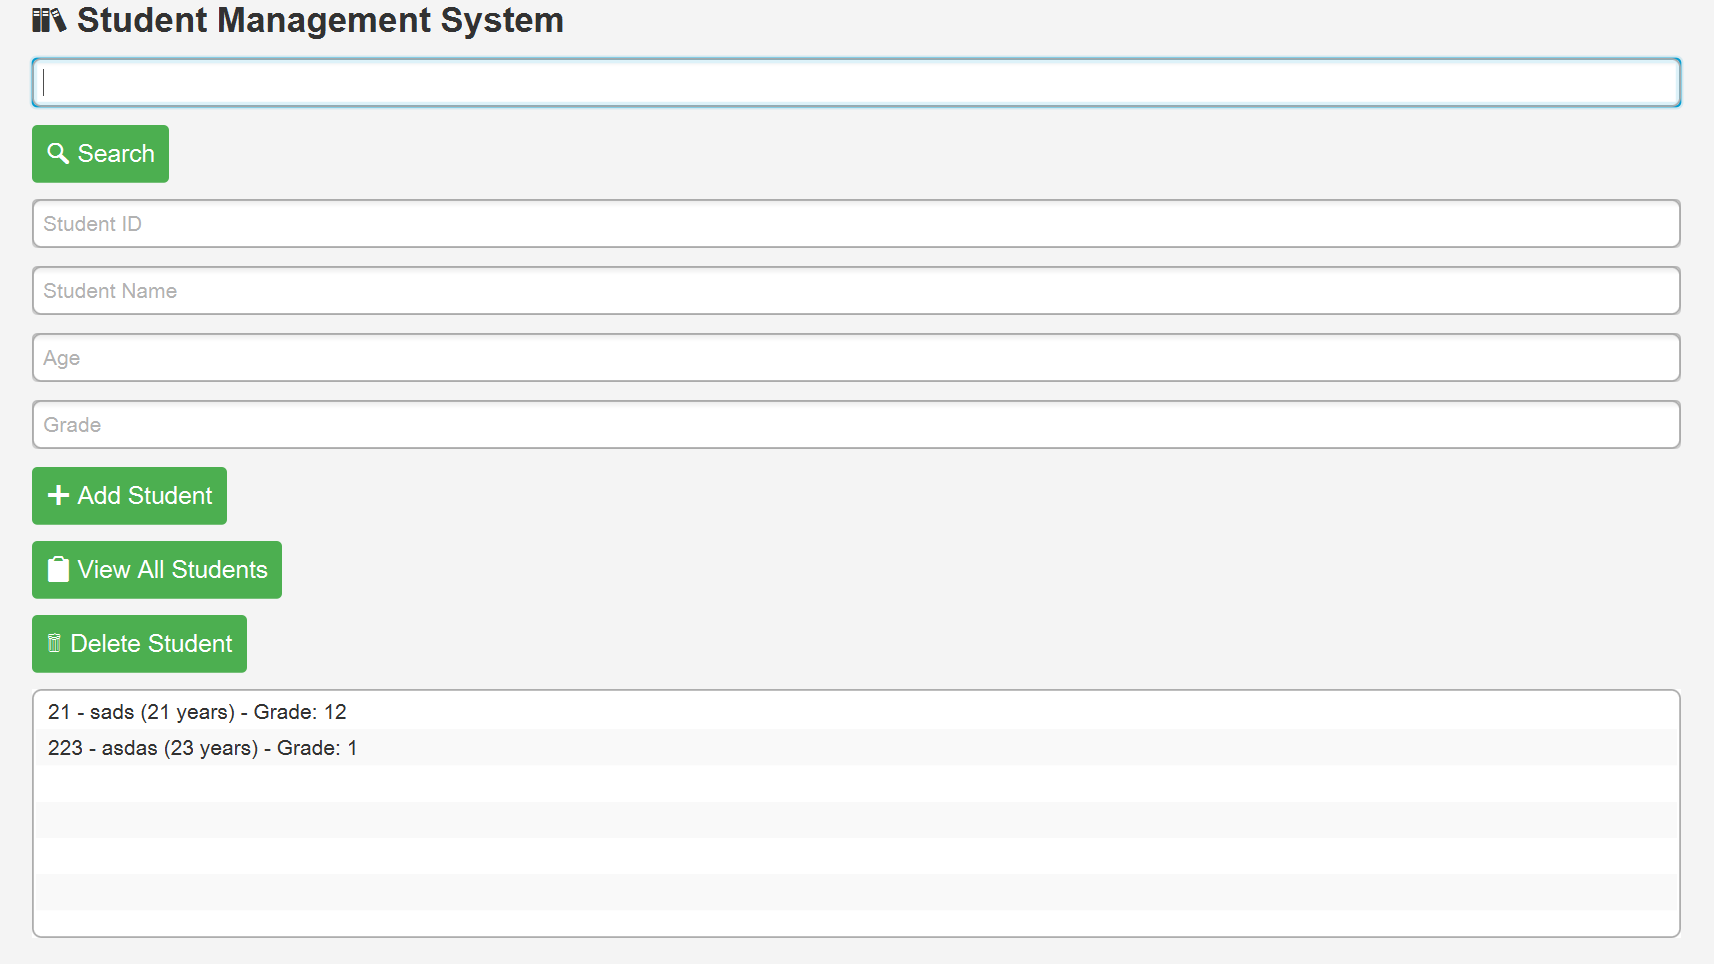 Student Management System
Search
Student ID
Student Name
Age
Grade
Add Student
View All Students
Delete Student
21 - sads (21 years) - Grade: 12
223 - asdas (23 years) - Grade: 1